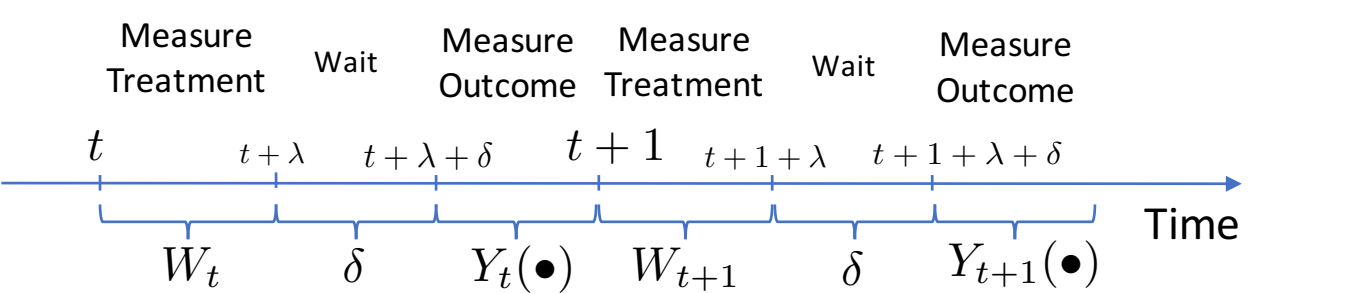 Measure Treatment Wait Measure Outcome Measure Treatment Wait Measure Outcome
t t + λ t + λ + δ t + 1 t + 1 + λ t + 1 + λ + δ
Time
W_t δ Y_t(•) W_{t+1} δ Y_{t+1}(•)